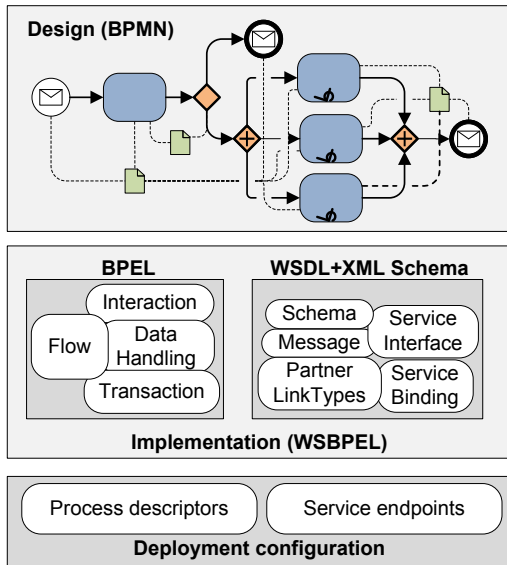 Design (BPMN)
BPEL
Interaction
Flow
Data
Handling
Transaction
WSDL+XML Schema
Schema
Message
Partner
LinkTypes
Service
Interface
Service
Binding
Implementation (WSBPEL)
Process descriptors
Service endpoints
Deployment configuration